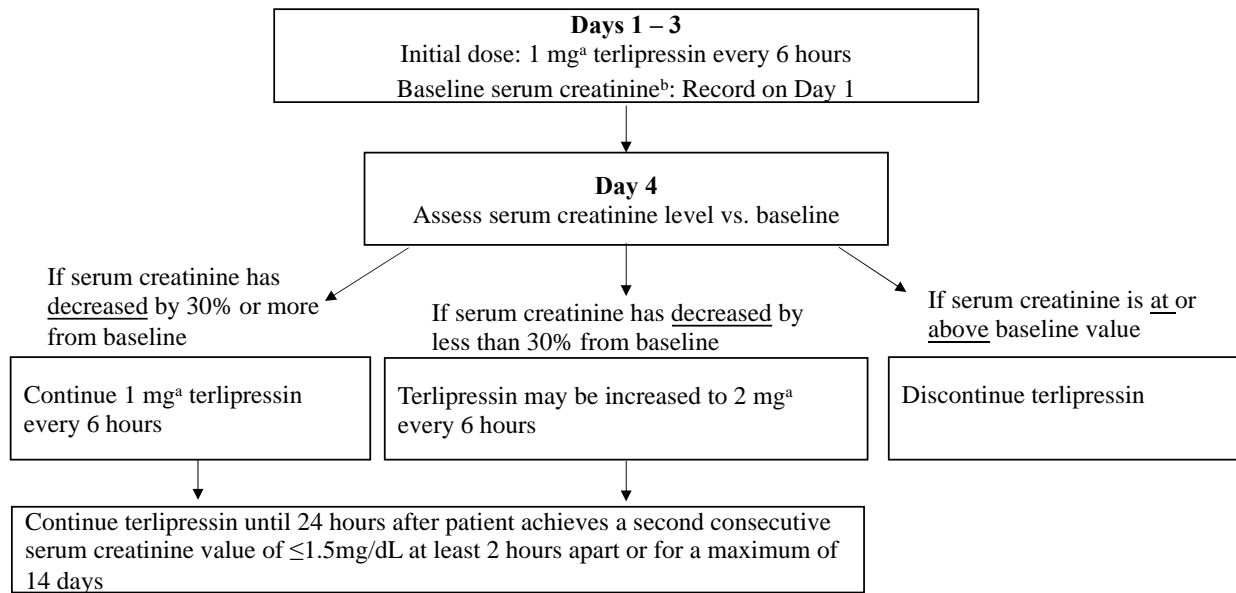 Days 1 – 3
Initial dose: 1 mgᵃ terlipressin every 6 hours
Baseline serum creatinineᵇ: Record on Day 1
Day 4
Assess serum creatinine level vs. baseline
If serum creatinine has
decreased by 30% or more
from baseline
If serum creatinine has decreased by
less than 30% from baseline
If serum creatinine is at or
above baseline value
Continue 1 mgᵃ terlipressin
every 6 hours
Terlipressin may be increased to 2 mgᵃ
every 6 hours
Discontinue terlipressin
Continue terlipressin until 24 hours after patient achieves a second consecutive
serum creatinine value of ≤1.5mg/dL at least 2 hours apart or for a maximum of
14 days